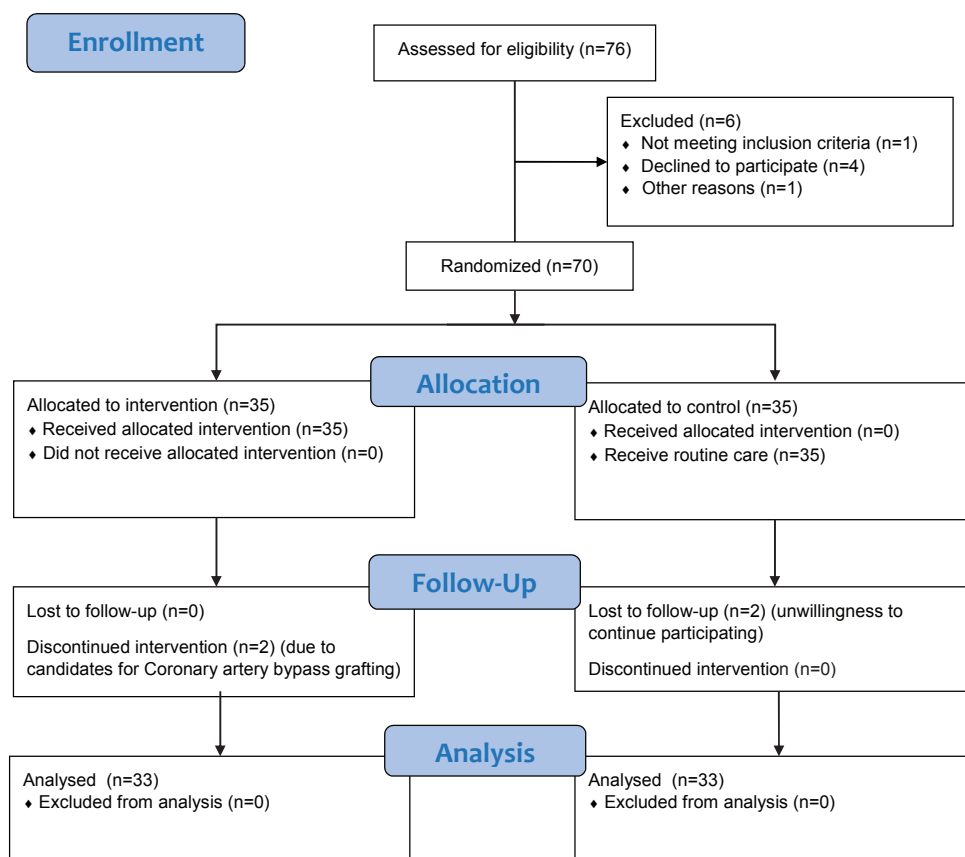 Enrollment
Assessed for eligibility (n=76)
Excluded (n=6)
♦ Not meeting inclusion criteria (n=1)
♦ Declined to participate (n=4)
♦ Other reasons (n=1)
Randomized (n=70)
Allocation
Allocated to intervention (n=35)
♦ Received allocated intervention (n=35)
♦ Did not receive allocated intervention (n=0)
Allocated to control (n=35)
♦ Received allocated intervention (n=0)
♦ Receive routine care (n=35)
Follow-Up
Lost to follow-up (n=0)
Discontinued intervention (n=2) (due to
candidates for Coronary artery bypass grafting)
Lost to follow-up (n=2) (unwillingness to
continue participating)
Discontinued intervention (n=0)
Analysis
Analysed (n=33)
♦ Excluded from analysis (n=0)
Analysed (n=33)
♦ Excluded from analysis (n=0)